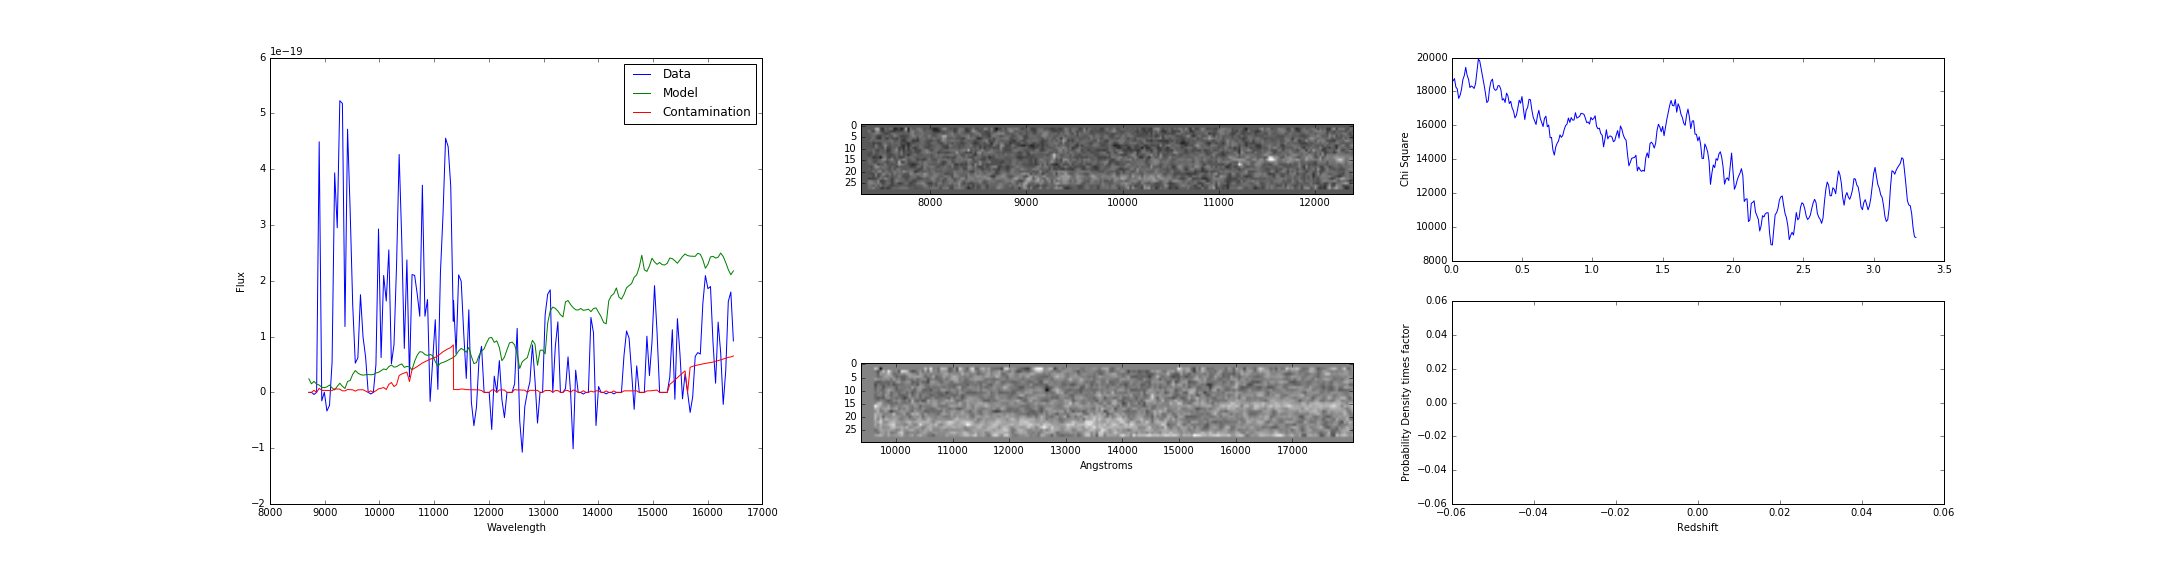 1e−19
6
5
4
3
2
1
0
−1
−2
8000 9000 10000 11000 12000 13000 14000 15000 16000 17000
Wavelength
Flux
Data
Model
Contamination
0
5
10
15
20
25
8000 9000 10000 11000 12000
0
5
10
15
20
25
10000 11000 12000 13000 14000 15000 16000 17000
Angstroms
20000
18000
16000
14000
12000
10000
8000
0.0 0.5 1.0 1.5 2.0 2.5 3.0 3.5
Chi Square
0.06
0.04
0.02
0.00
−0.02
−0.04
−0.06
−0.06 −0.04 −0.02 0.00 0.02 0.04 0.06
Redshift
Probability Density times factor